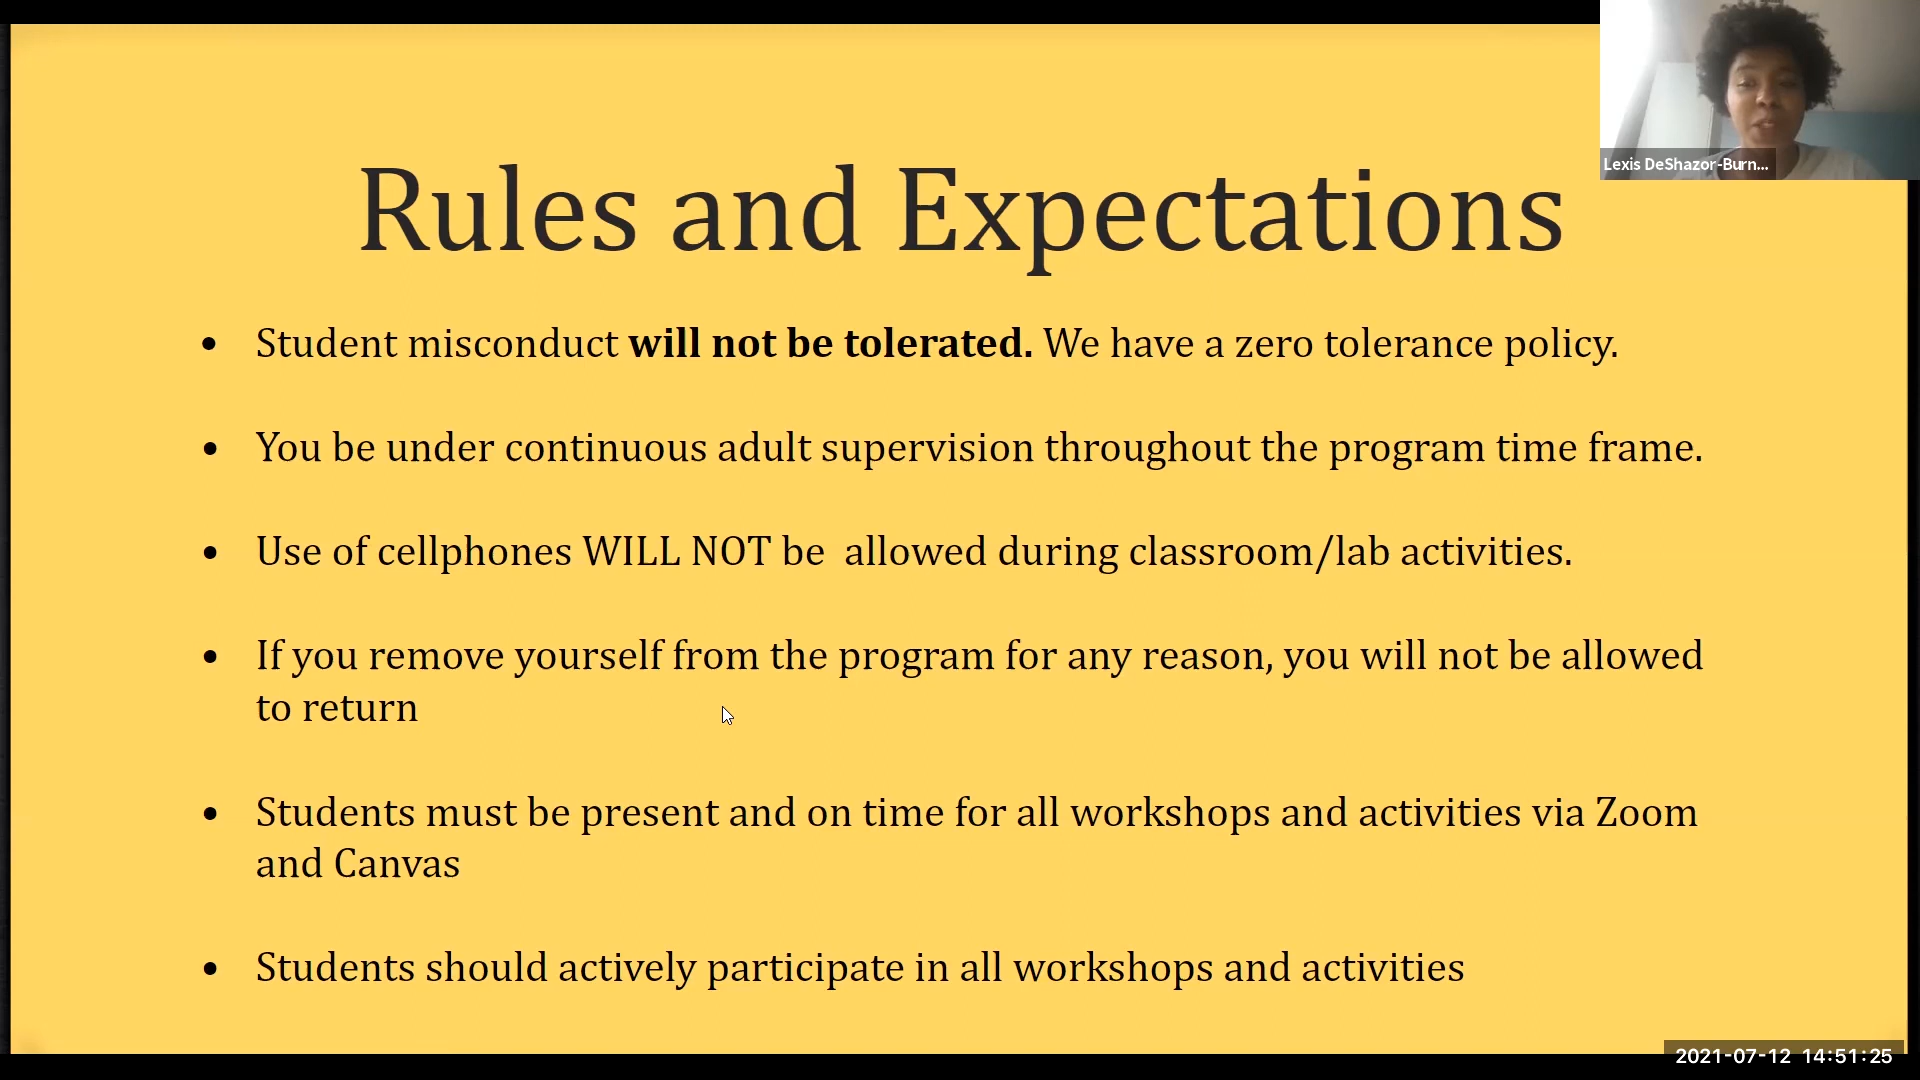 Lexis DeShazor-Burn...
Rules and Expectations
• Student misconduct will not be tolerated. We have a zero tolerance policy.
• You be under continuous adult supervision throughout the program time frame.
• Use of cellphones WILL NOT be  allowed during classroom/lab activities.
• If you remove yourself from the program for any reason, you will not be allowed
to return
• Students must be present and on time for all workshops and activities via Zoom
and Canvas
• Students should actively participate in all workshops and activities
2021-07-12 14:51:25